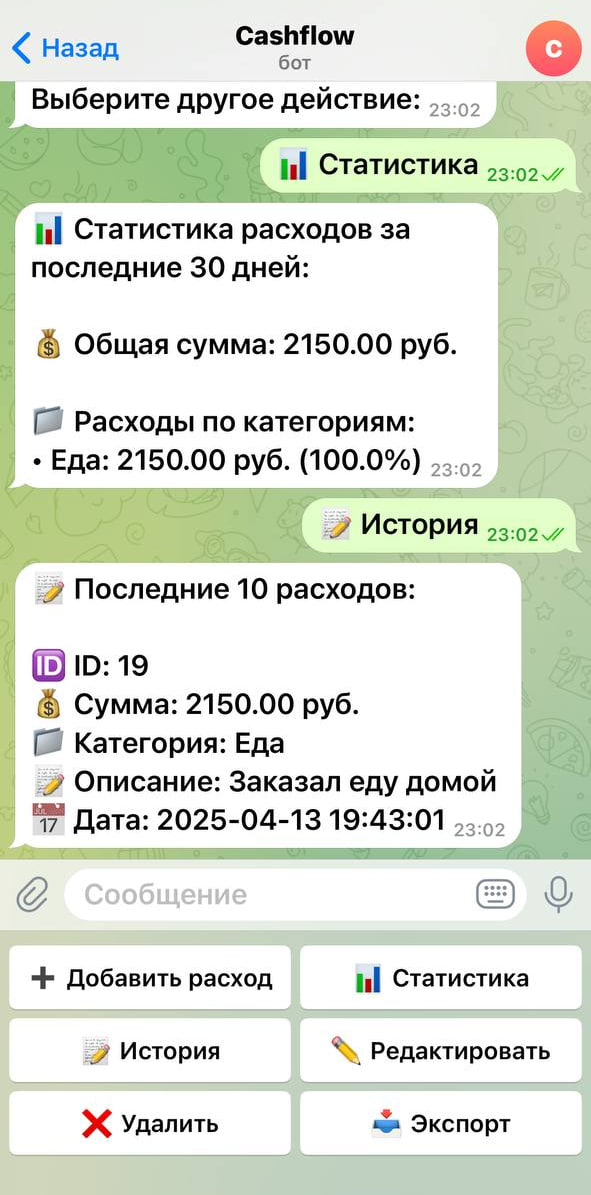 Назад
Cashflow
бот
C
Выберите другое действие: 23:02
📊 Статистика 23:02
📊 Статистика расходов за
последние 30 дней:
💰 Общая сумма: 2150.00 руб.
📁 Расходы по категориям:
• Еда: 2150.00 руб. (100.0%) 23:02
📝 История 23:02
📝 Последние 10 расходов:
🆔 ID: 19
💰 Сумма: 2150.00 руб.
📁 Категория: Еда
📝 Описание: Заказал еду домой
📅 Дата: 2025-04-13 19:43:01 23:02
Сообщение
➕ Добавить расход
📊 Статистика
📝 История
✏️ Редактировать
❌ Удалить
📥 Экспорт